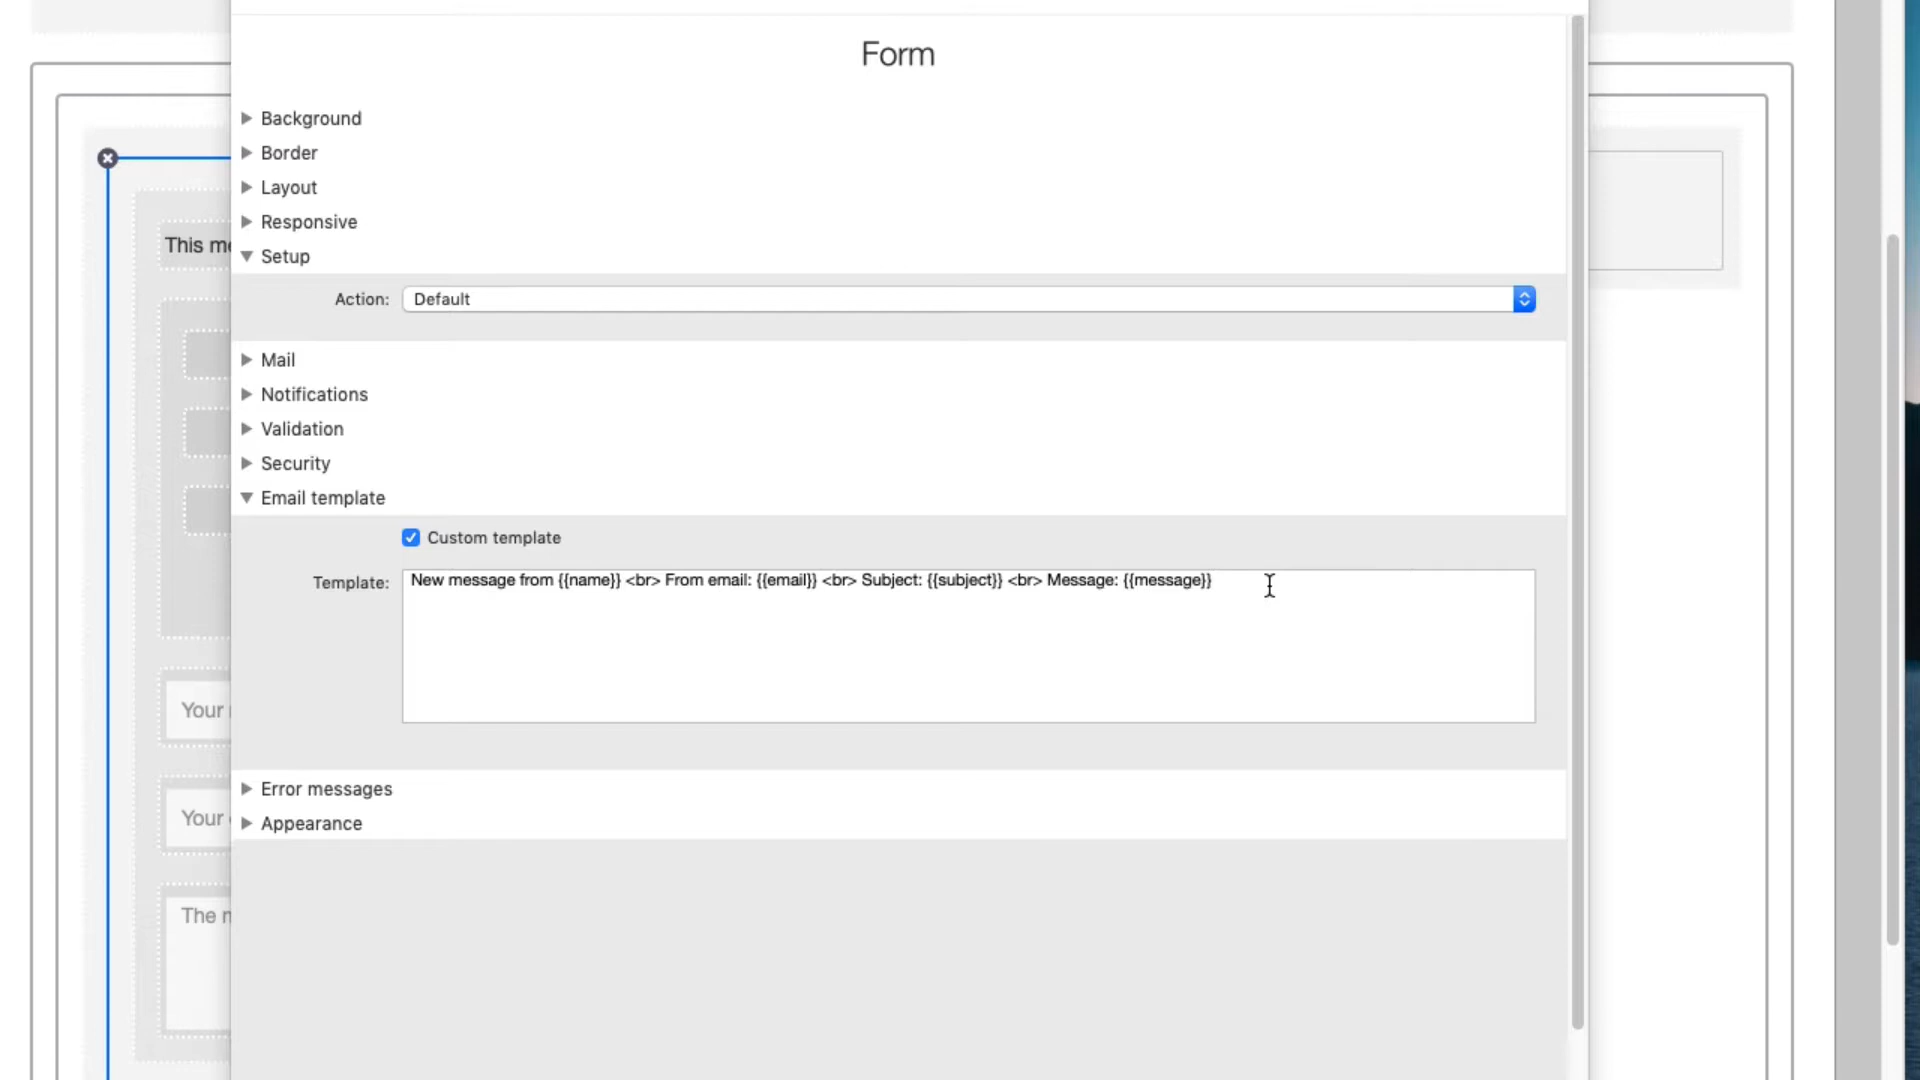 Form
Background
Border
Layout
Responsive
This me
Setup
Action: Default
Mail
Notifications
Validation
Security
Email template
Custom template
Template: New message from {{name}} <br> From email: {{email}} <br> Subject: {{subject}} <br> Message: {{message}}
Your
Error messages
Your
Appearance
The